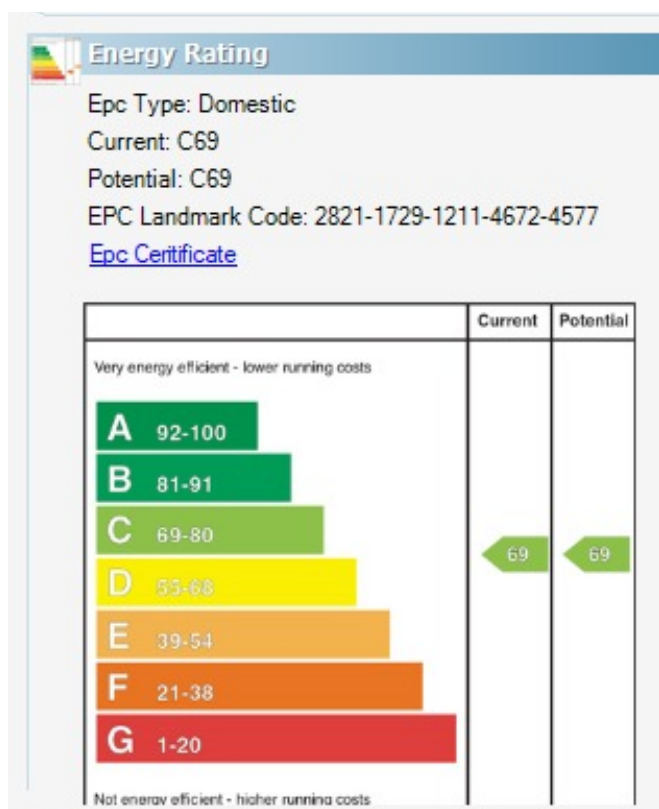 Energy Rating
Epc Type: Domestic
Current: C69
Potential: C69
EPC Landmark Code: 2821-1729-1211-4672-4577
Epc Ceritificate
Current Potential
Very energy efficient - lower running costs
A 92-100
B 81-91
C 69-80
69 69
D 55-68
E 39-54
F 21-38
G 1-20
Not energy efficient - higher running costs